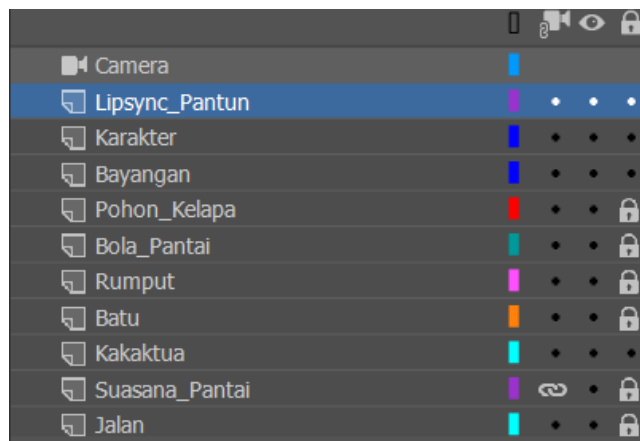 Camera
Lipsync_Pantun
Karakter
Bayangan
Pohon_Kelapa
Bola_Pantai
Rumput
Batu
Kakaktua
Suasana_Pantai
Jalan